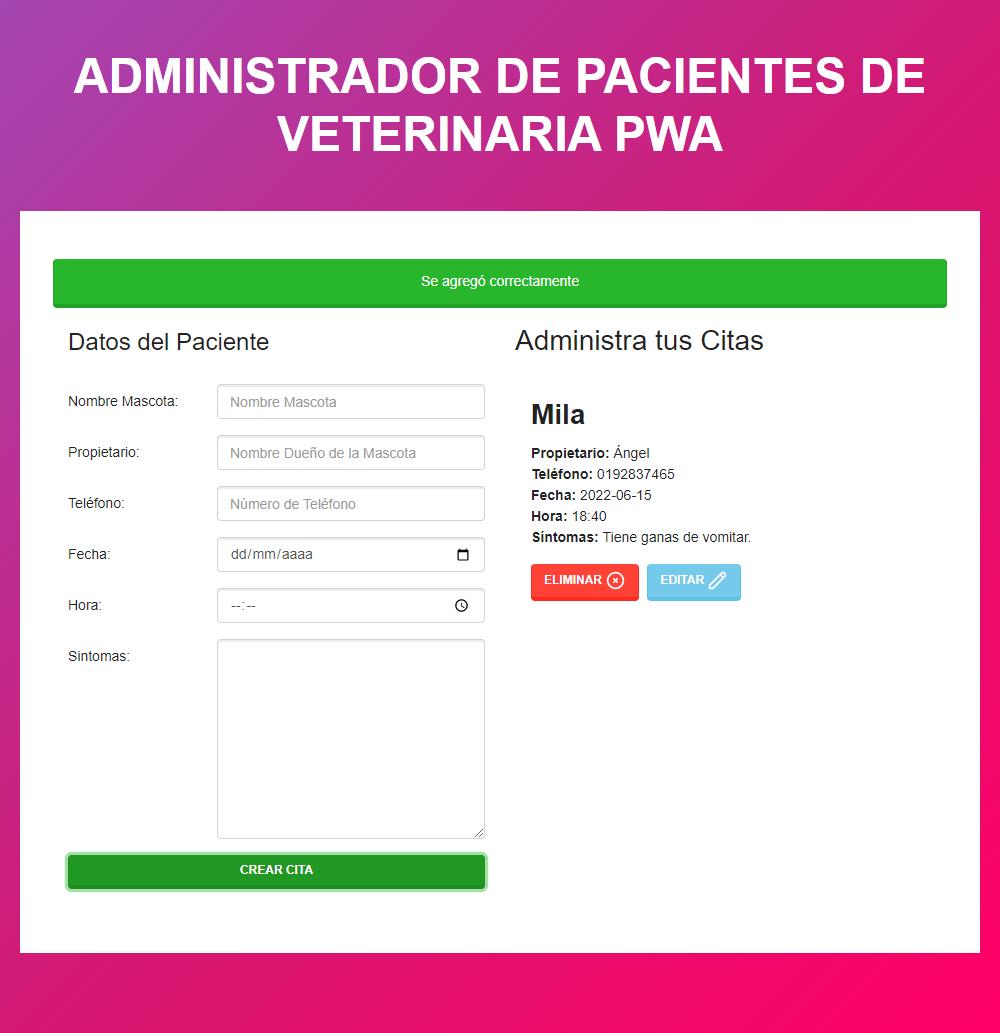 ADMINISTRADOR DE PACIENTES DE
VETERINARIA PWA
Se agregó correctamente
Datos del Paciente
Nombre Mascota:
Nombre Mascota
Propietario:
Nombre Dueño de la Mascota
Teléfono:
Número de Teléfono
Fecha:
dd/mm/aaaa
Hora:
--:--
Sintomas:
CREAR CITA
Administra tus Citas
Mila
Propietario: Ángel
Teléfono: 0192837465
Fecha: 2022-06-15
Hora: 18:40
Síntomas: Tiene ganas de vomitar.
ELIMINAR
EDITAR